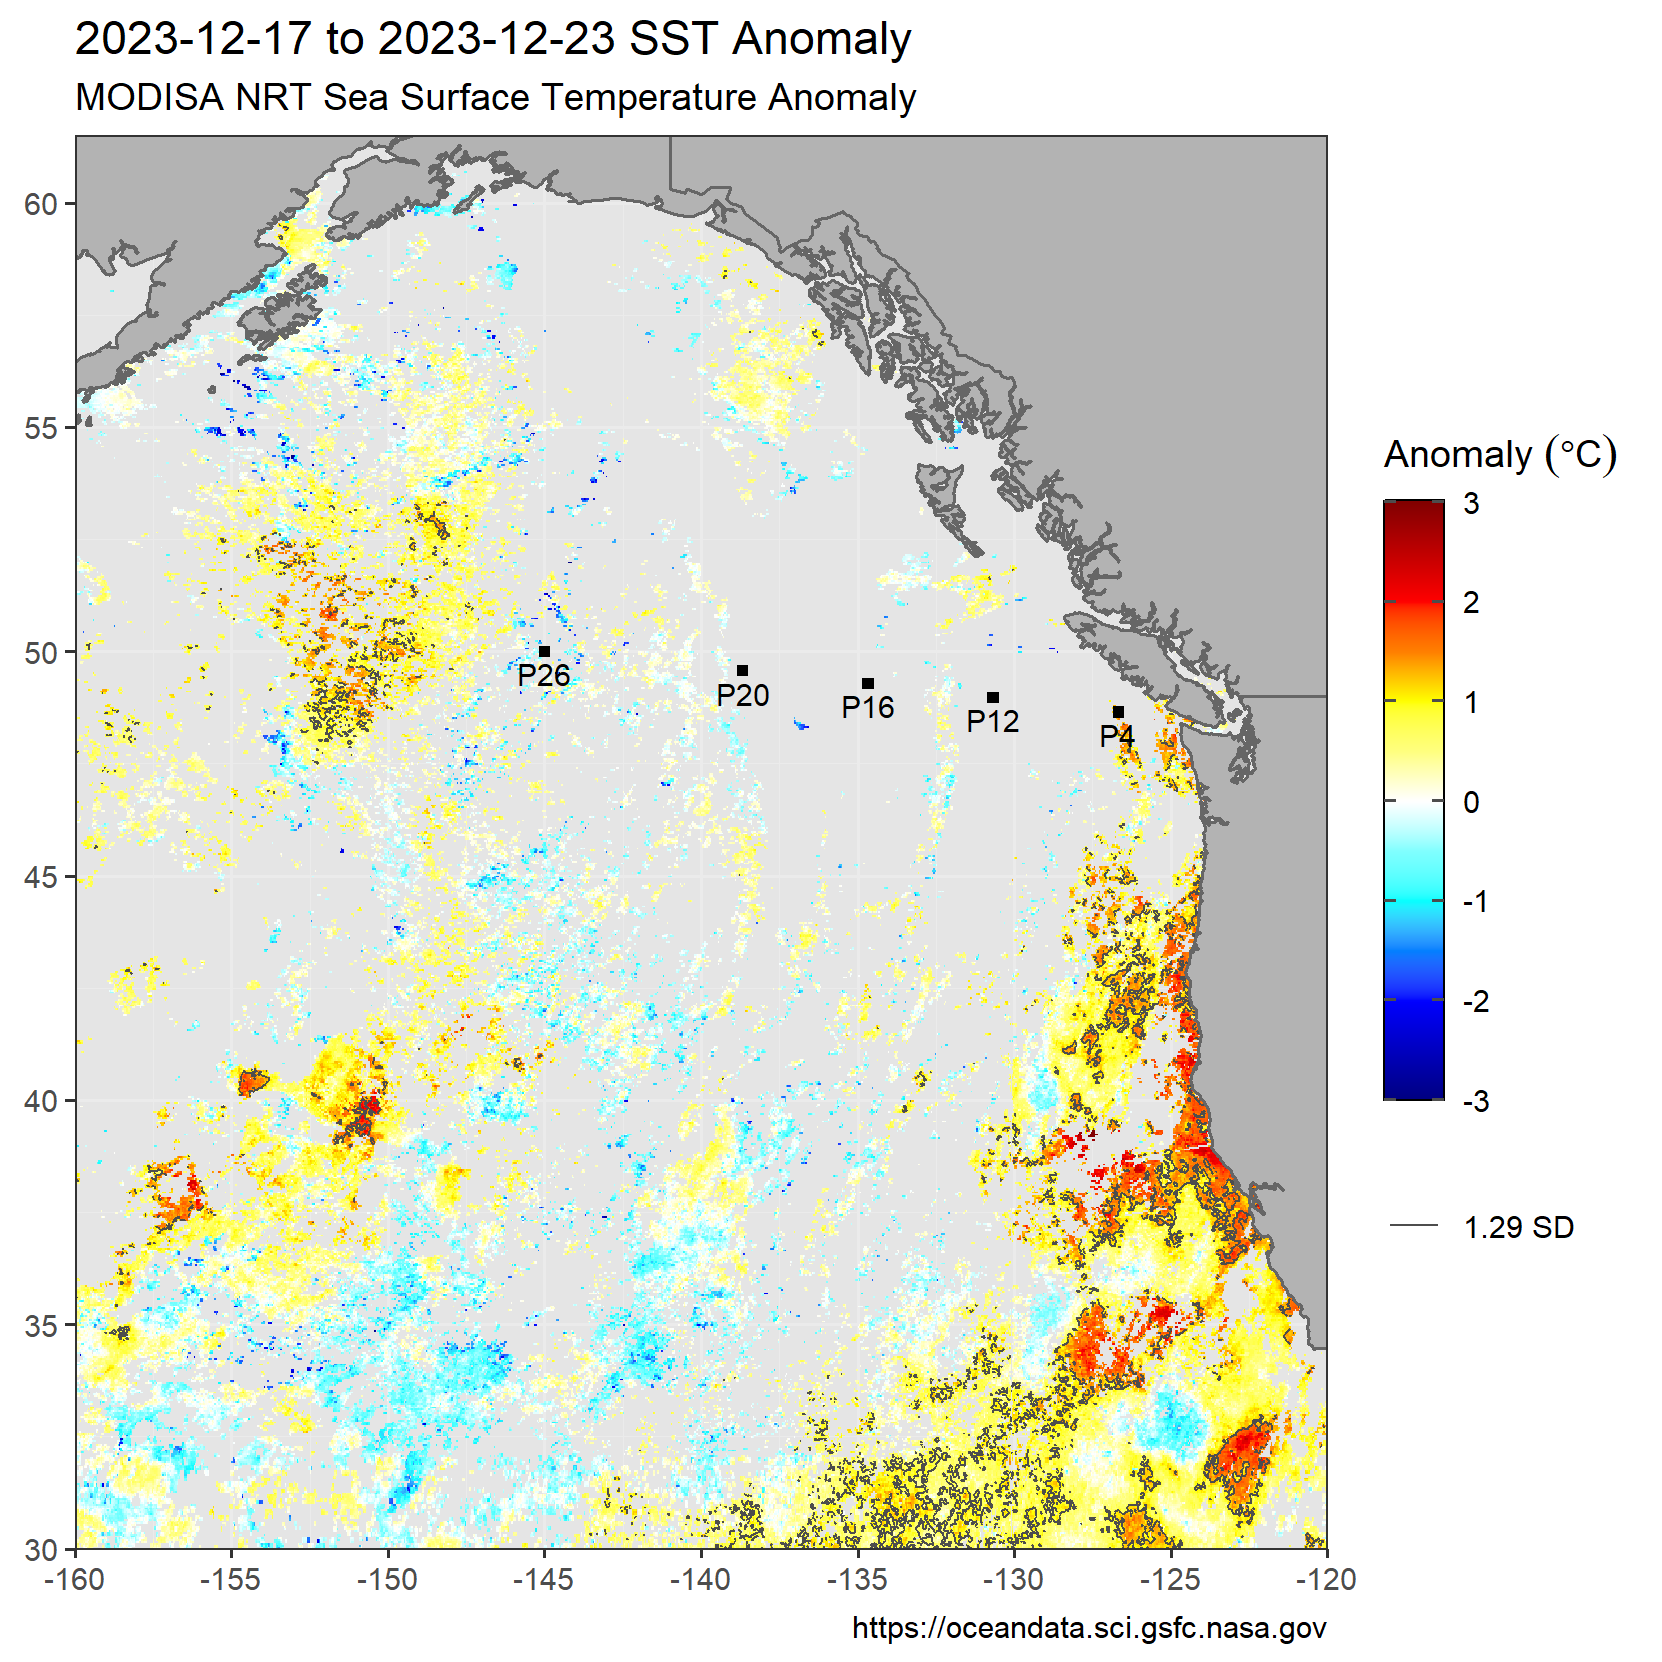 2023-12-17 to 2023-12-23 SST Anomaly
MODISA NRT Sea Surface Temperature Anomaly
60
55
50
45
40
35
30
-160
-155
-150
-145
-140
-135
-130
-125
-120
P26
P20
P16
P12
P4
Anomaly (°C)
3
2
1
0
-1
-2
-3
1.29 SD
https://oceandata.sci.gsfc.nasa.gov